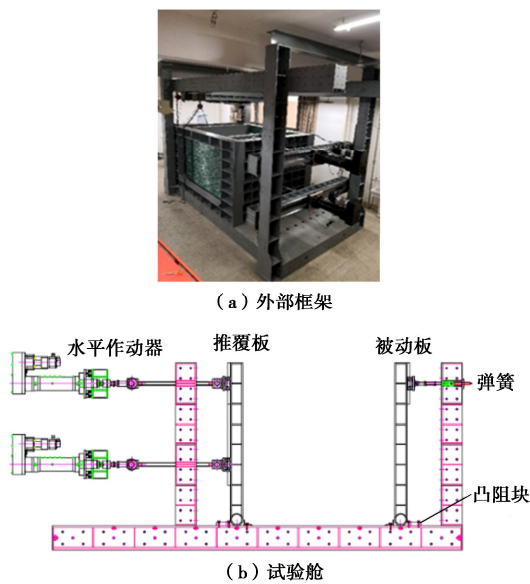 （a）外部框架
水平作动器
推覆板
被动板
弹簧
凸阻块
（b）试验舱